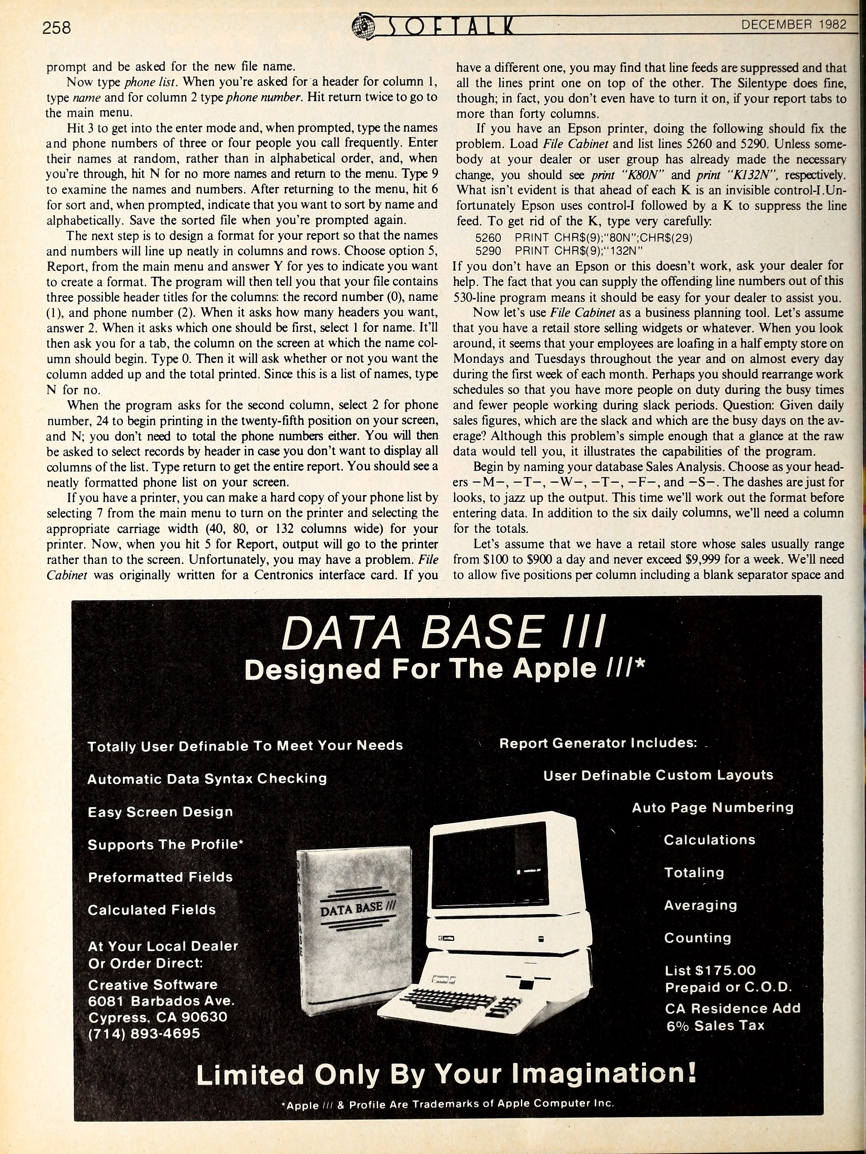 258
SOFTALK
DECEMBER 1982
prompt and be asked for the new file name.
Now type phone list. When you're asked for a header for column 1,
type name and for column 2 type phone number. Hit return twice to go to
the main menu.
Hit 3 to get into the enter mode and, when prompted, type the names
and phone numbers of three or four people you call frequently. Enter
their names at random, rather than in alphabetical order, and, when
you're through, hit N for no more names and return to the menu. Type 9
to examine the names and numbers. After returning to the menu, hit 6
for sort and, when prompted, indicate that you want to sort by name and
alphabetically. Save the sorted file when you're prompted again.
The next step is to design a format for your report so that the names
and numbers will line up neatly in columns and rows. Choose option 5,
Report, from the main menu and answer Y for yes to indicate you want
to create a format. The program will then tell you that your file contains
three possible header titles for the columns: the record number (0), name
(1), and phone number (2). When it asks how many headers you want,
answer 2. When it asks which one should be first, select 1 for name. It'll
then ask you for a tab, the column on the screen at which the name col-
umn should begin. Type 0. Then it will ask whether or not you want the
column added up and the total printed. Since this is a list of names, type
N for no.
When the program asks for the second column, select 2 for phone
number, 24 to begin printing in the twenty-fifth position on your screen,
and N; you don't need to total the phone numbers either. You will then
be asked to select records by header in case you don't want to display all
columns of the list. Type return to get the entire report. You should see a
neatly formatted phone list on your screen.
If you have a printer, you can make a hard copy of your phone list by
selecting 7 from the main menu to turn on the printer and selecting the
appropriate carriage width (40, 80, or 132 columns wide) for your
printer. Now, when you hit 5 for Report, output will go to the printer
rather than to the screen. Unfortunately, you may have a problem. File
Cabinet was originally written for a Centronics interface card. If you
have a different one, you may find that line feeds are suppressed and that
all the lines print one on top of the other. The Silentype does fine,
though; in fact, you don't even have to turn it on, if your report tabs to
more than forty columns.
If you have an Epson printer, doing the following should fix the
problem. Load File Cabinet and list lines 5260 and 5290. Unless some-
body at your dealer or user group has already made the necessary
change, you should see print "K80N" and print "K132N", respectively.
What isn't evident is that ahead of each K is an invisible control-I.Un-
fortunately Epson uses control-I followed by a K to suppress the line
feed. To get rid of the K, type very carefully:
5260 PRINT CHR$(9);"80N";CHR$(29)
5290 PRINT CHR$(9);"132N"
If you don't have an Epson or this doesn't work, ask your dealer for
help. The fact that you can supply the offending line numbers out of this
530-line program means it should be easy for your dealer to assist you.
Now let's use File Cabinet as a business planning tool. Let's assume
that you have a retail store selling widgets or whatever. When you look
around, it seems that your employees are loafing in a half empty store on
Mondays and Tuesdays throughout the year and on almost every day
during the first week of each month. Perhaps you should rearrange work
schedules so that you have more people on duty during the busy times
and fewer people working during slack periods. Question: Given daily
sales figures, which are the slack and which are the busy days on the av-
erage? Although this problem's simple enough that a glance at the raw
data would tell you, it illustrates the capabilities of the program.
Begin by naming your database Sales Analysis. Choose as your head-
ers −M−, −T−, −W−, −T−, −F−, and −S−. The dashes are just for
looks, to jazz up the output. This time we'll work out the format before
entering data. In addition to the six daily columns, we'll need a column
for the totals.
Let's assume that we have a retail store whose sales usually range
from $100 to $900 a day and never exceed $9,999 for a week. We'll need
to allow five positions per column including a blank separator space and
DATA BASE III
Designed For The Apple ///*
Totally User Definable To Meet Your Needs
Automatic Data Syntax Checking
Easy Screen Design
Supports The Profile*
Preformatted Fields
Calculated Fields
At Your Local Dealer
Or Order Direct:
Creative Software
6081 Barbados Ave.
Cypress, CA 90630
(714) 893-4695
DATA BASE ///
Report Generator Includes:
User Definable Custom Layouts
Auto Page Numbering
Calculations
Totaling
Averaging
Counting
List $175.00
Prepaid or C.O.D.
CA Residence Add
6% Sales Tax
Limited Only By Your Imagination!
*Apple /// & Profile Are Trademarks of Apple Computer Inc.